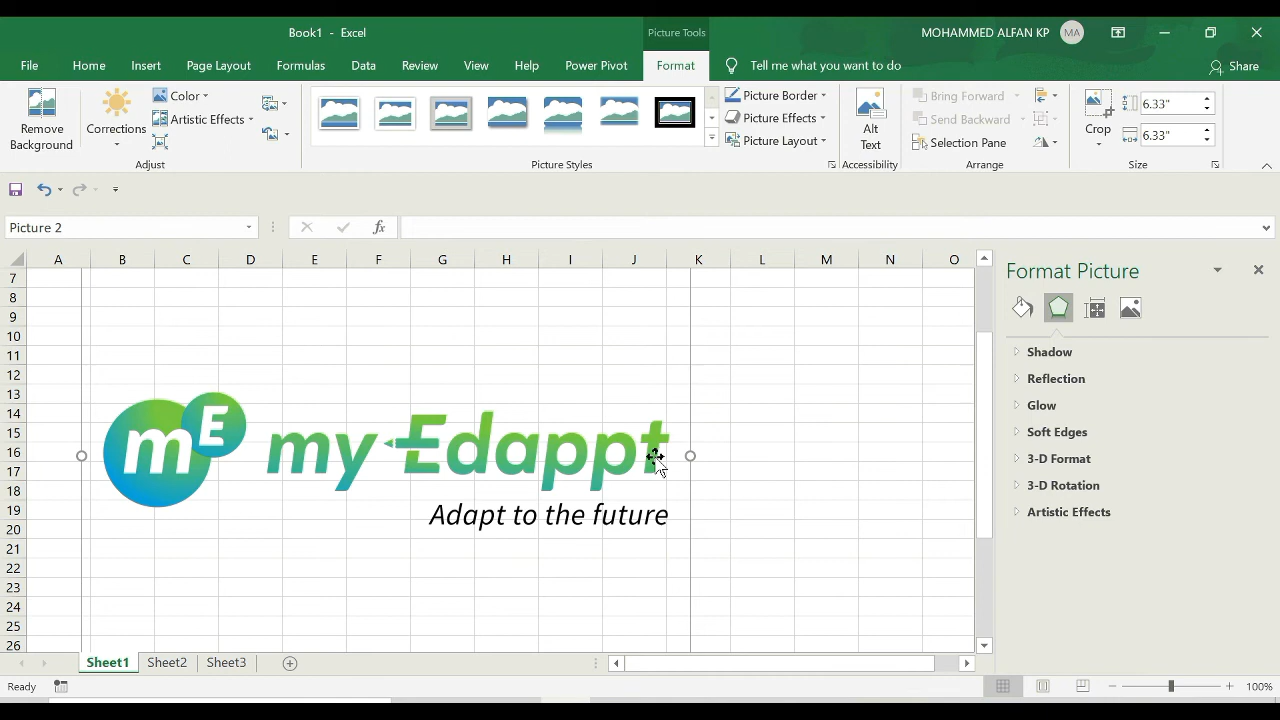 Book1 - Excel
Picture Tools
MOHAMMED ALFAN KP
MA
File
Home
Insert
Page Layout
Formulas
Data
Review
View
Help
Power Pivot
Format
Tell me what you want to do
Share
Remove Background
Corrections
Color
Artistic Effects
Adjust
Picture Styles
Picture Border
Picture Effects
Picture Layout
Alt Text
Accessibility
Bring Forward
Send Backward
Selection Pane
Arrange
Crop
6.33"
6.33"
Size
Picture 2
fx
A B C D E F G H I J K L M N O
7
8
9
10
11
12
13
14
15
16
17
18
19
20
21
22
23
24
25
26
mE my Edappt
Adapt to the future
Format Picture
Shadow
Reflection
Glow
Soft Edges
3-D Format
3-D Rotation
Artistic Effects
Sheet1
Sheet2
Sheet3
Ready
100%